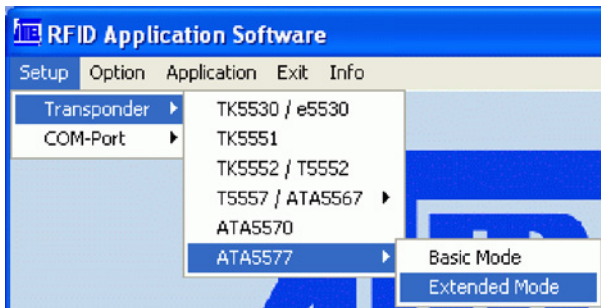 RFID Application Software
Setup Option Application Exit Info
Transponder
COM-Port
TK5530 / e5530
TK5551
TK5552 / T5552
T5557 / ATA5567
ATA5570
ATA5577
Basic Mode
Extended Mode